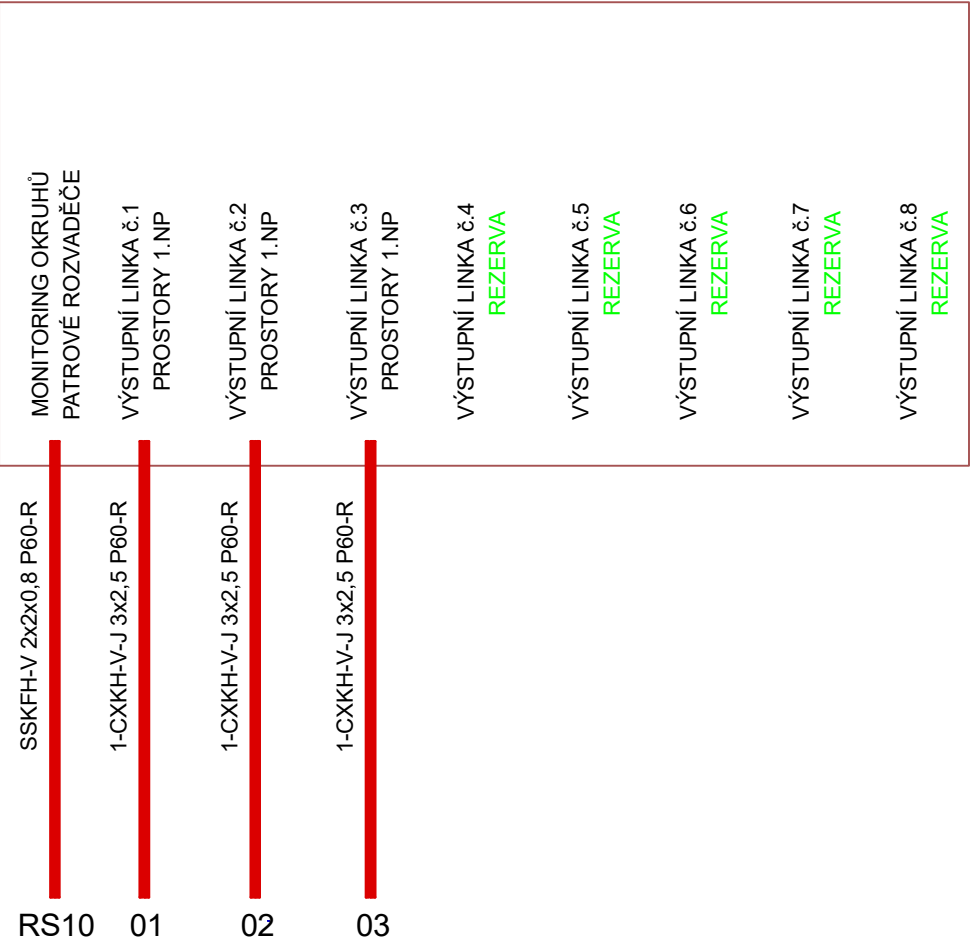 MONITORING OKRUHŮ
PATROVÉ ROZVADĚČE
VÝSTUPNÍ LINKA č.1
PROSTORY 1.NP
VÝSTUPNÍ LINKA č.2
PROSTORY 1.NP
VÝSTUPNÍ LINKA č.3
PROSTORY 1.NP
VÝSTUPNÍ LINKA č.4
REZERVA
VÝSTUPNÍ LINKA č.5
REZERVA
VÝSTUPNÍ LINKA č.6
REZERVA
VÝSTUPNÍ LINKA č.7
REZERVA
VÝSTUPNÍ LINKA č.8
REZERVA
SSKFH-V 2x2x0,8 P60-R
1-CXKH-V-J 3x2,5 P60-R
1-CXKH-V-J 3x2,5 P60-R
1-CXKH-V-J 3x2,5 P60-R
RS10
01
02
03